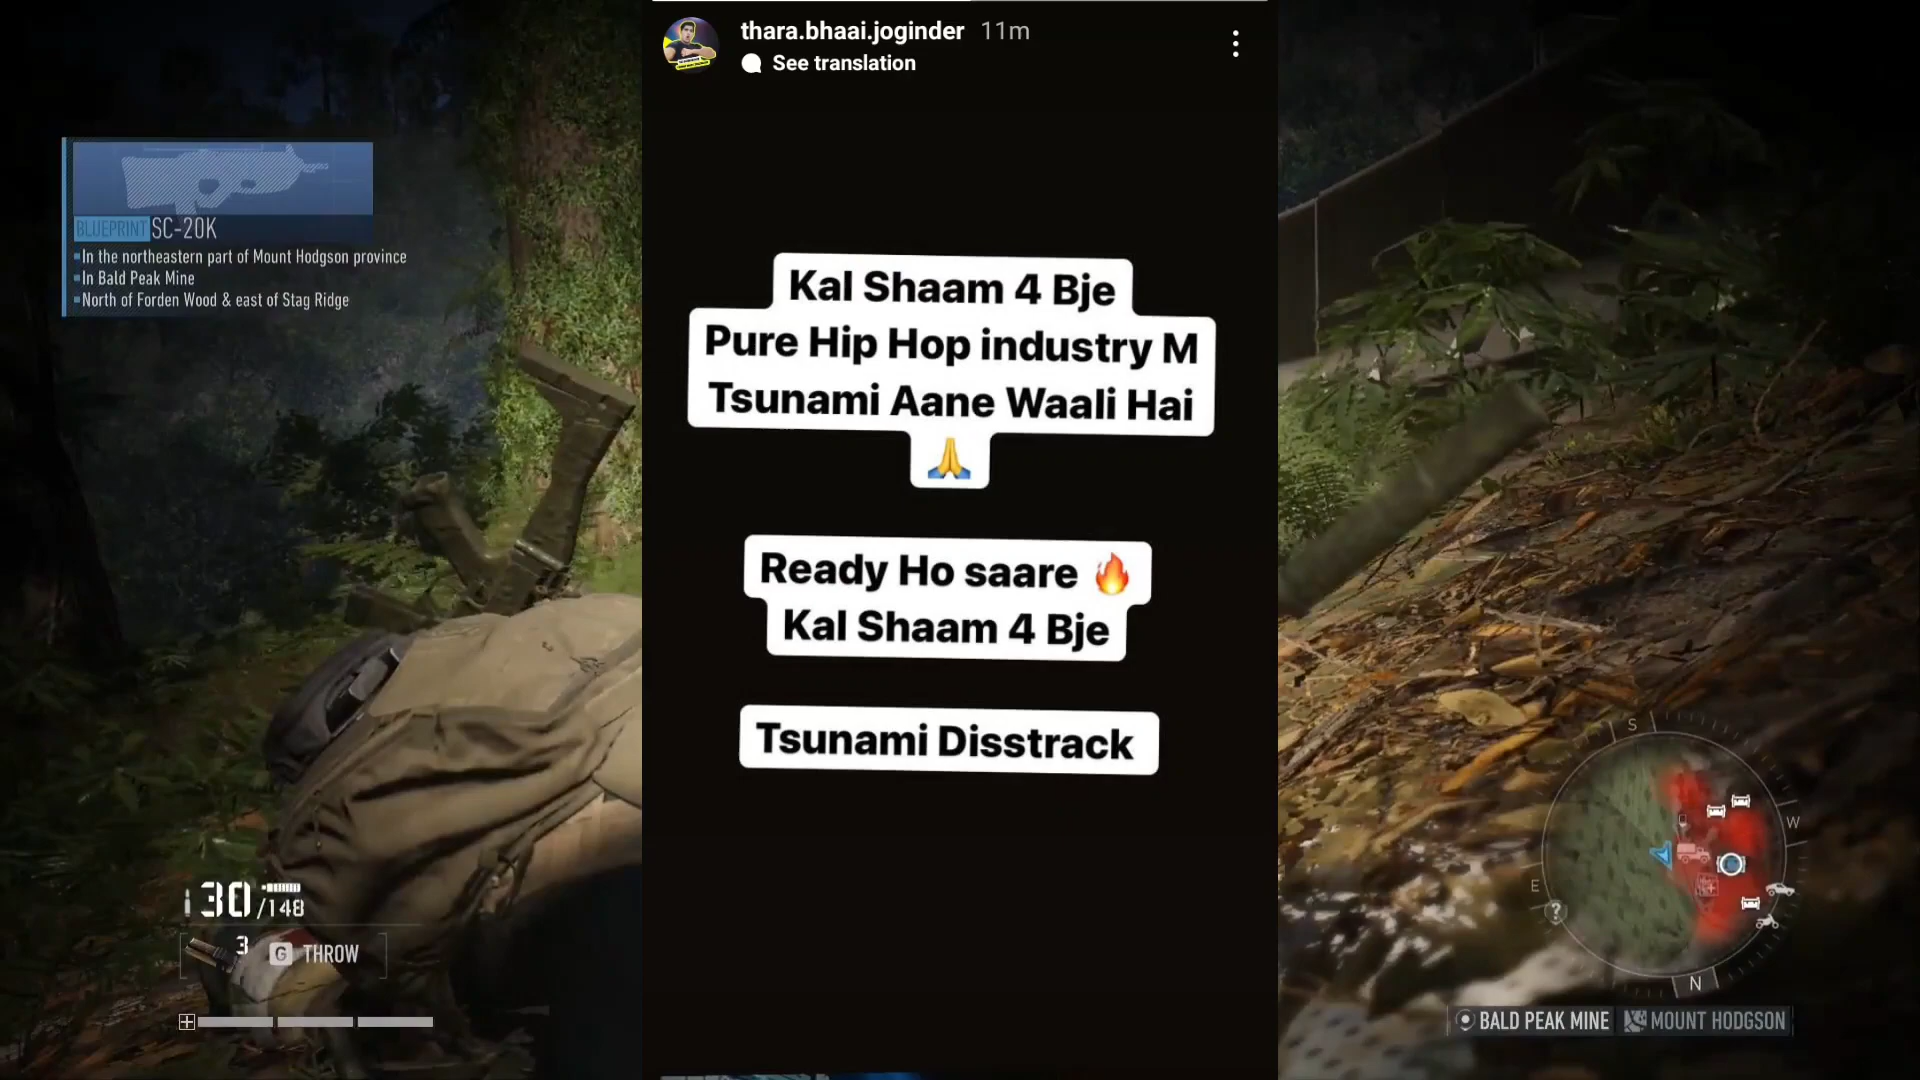 thara.bhaai.joginder 11m
See translation
BLUEPRINT SC-20K
In the northeastern part of Mount Hodgson province
In Bald Peak Mine
North of Forden Wood & east of Stag Ridge
Kal Shaam 4 Bje
Pure Hip Hop industry M
Tsunami Aane Waali Hai
🙏
Ready Ho saare 🔥
Kal Shaam 4 Bje
Tsunami Disstrack
30/148
3 G THROW
S
W
E
?
N
BALD PEAK MINE MOUNT HODGSON